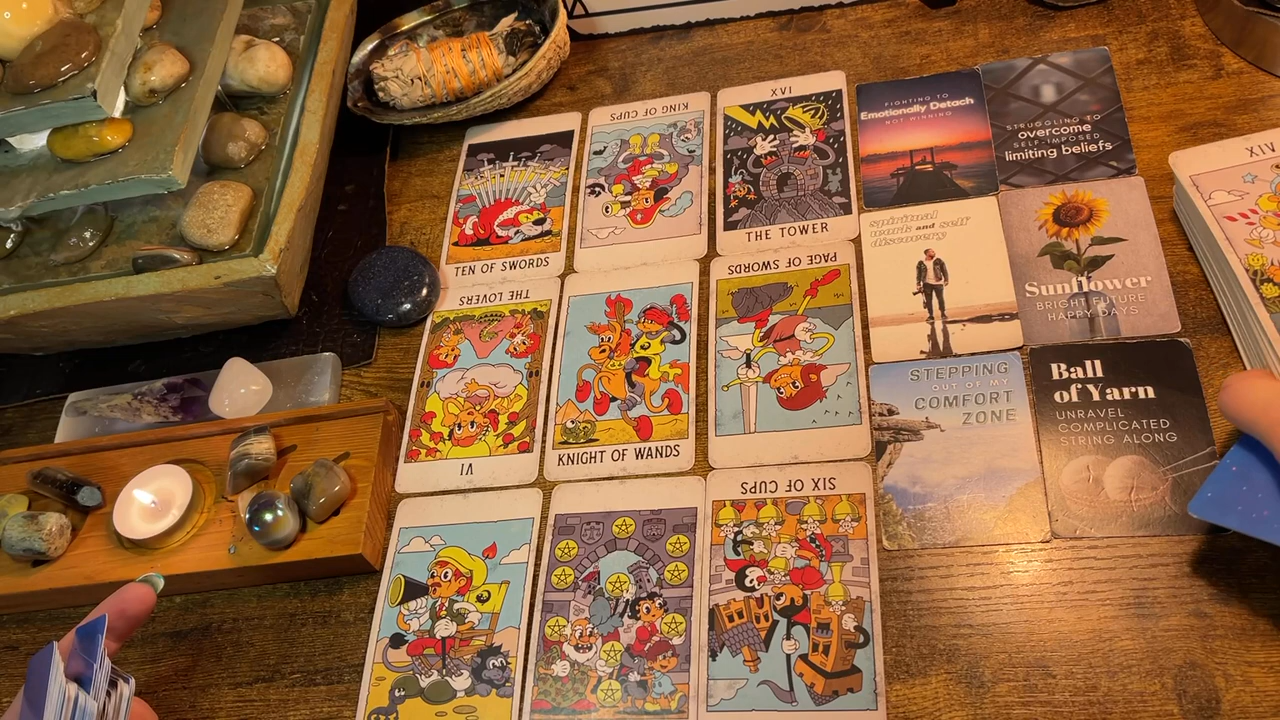 TEN OF SWORDS
KING OF CUPS
XVI
THE TOWER
THE LOVERS
VI
KNIGHT OF WANDS
PAGE OF SWORDS
SIX OF CUPS
FIGHTING TO
Emotionally Detach
NOT WINNING
STRUGGLING TO
overcome
SELF-IMPOSED
limiting beliefs
spiritual
work and self
discovery
Sunflower
BRIGHT FUTURE
HAPPY DAYS
STEPPING
OUT OF MY
COMFORT
ZONE
Ball
of Yarn
UNRAVEL
COMPLICATED
STRING ALONG
XIV